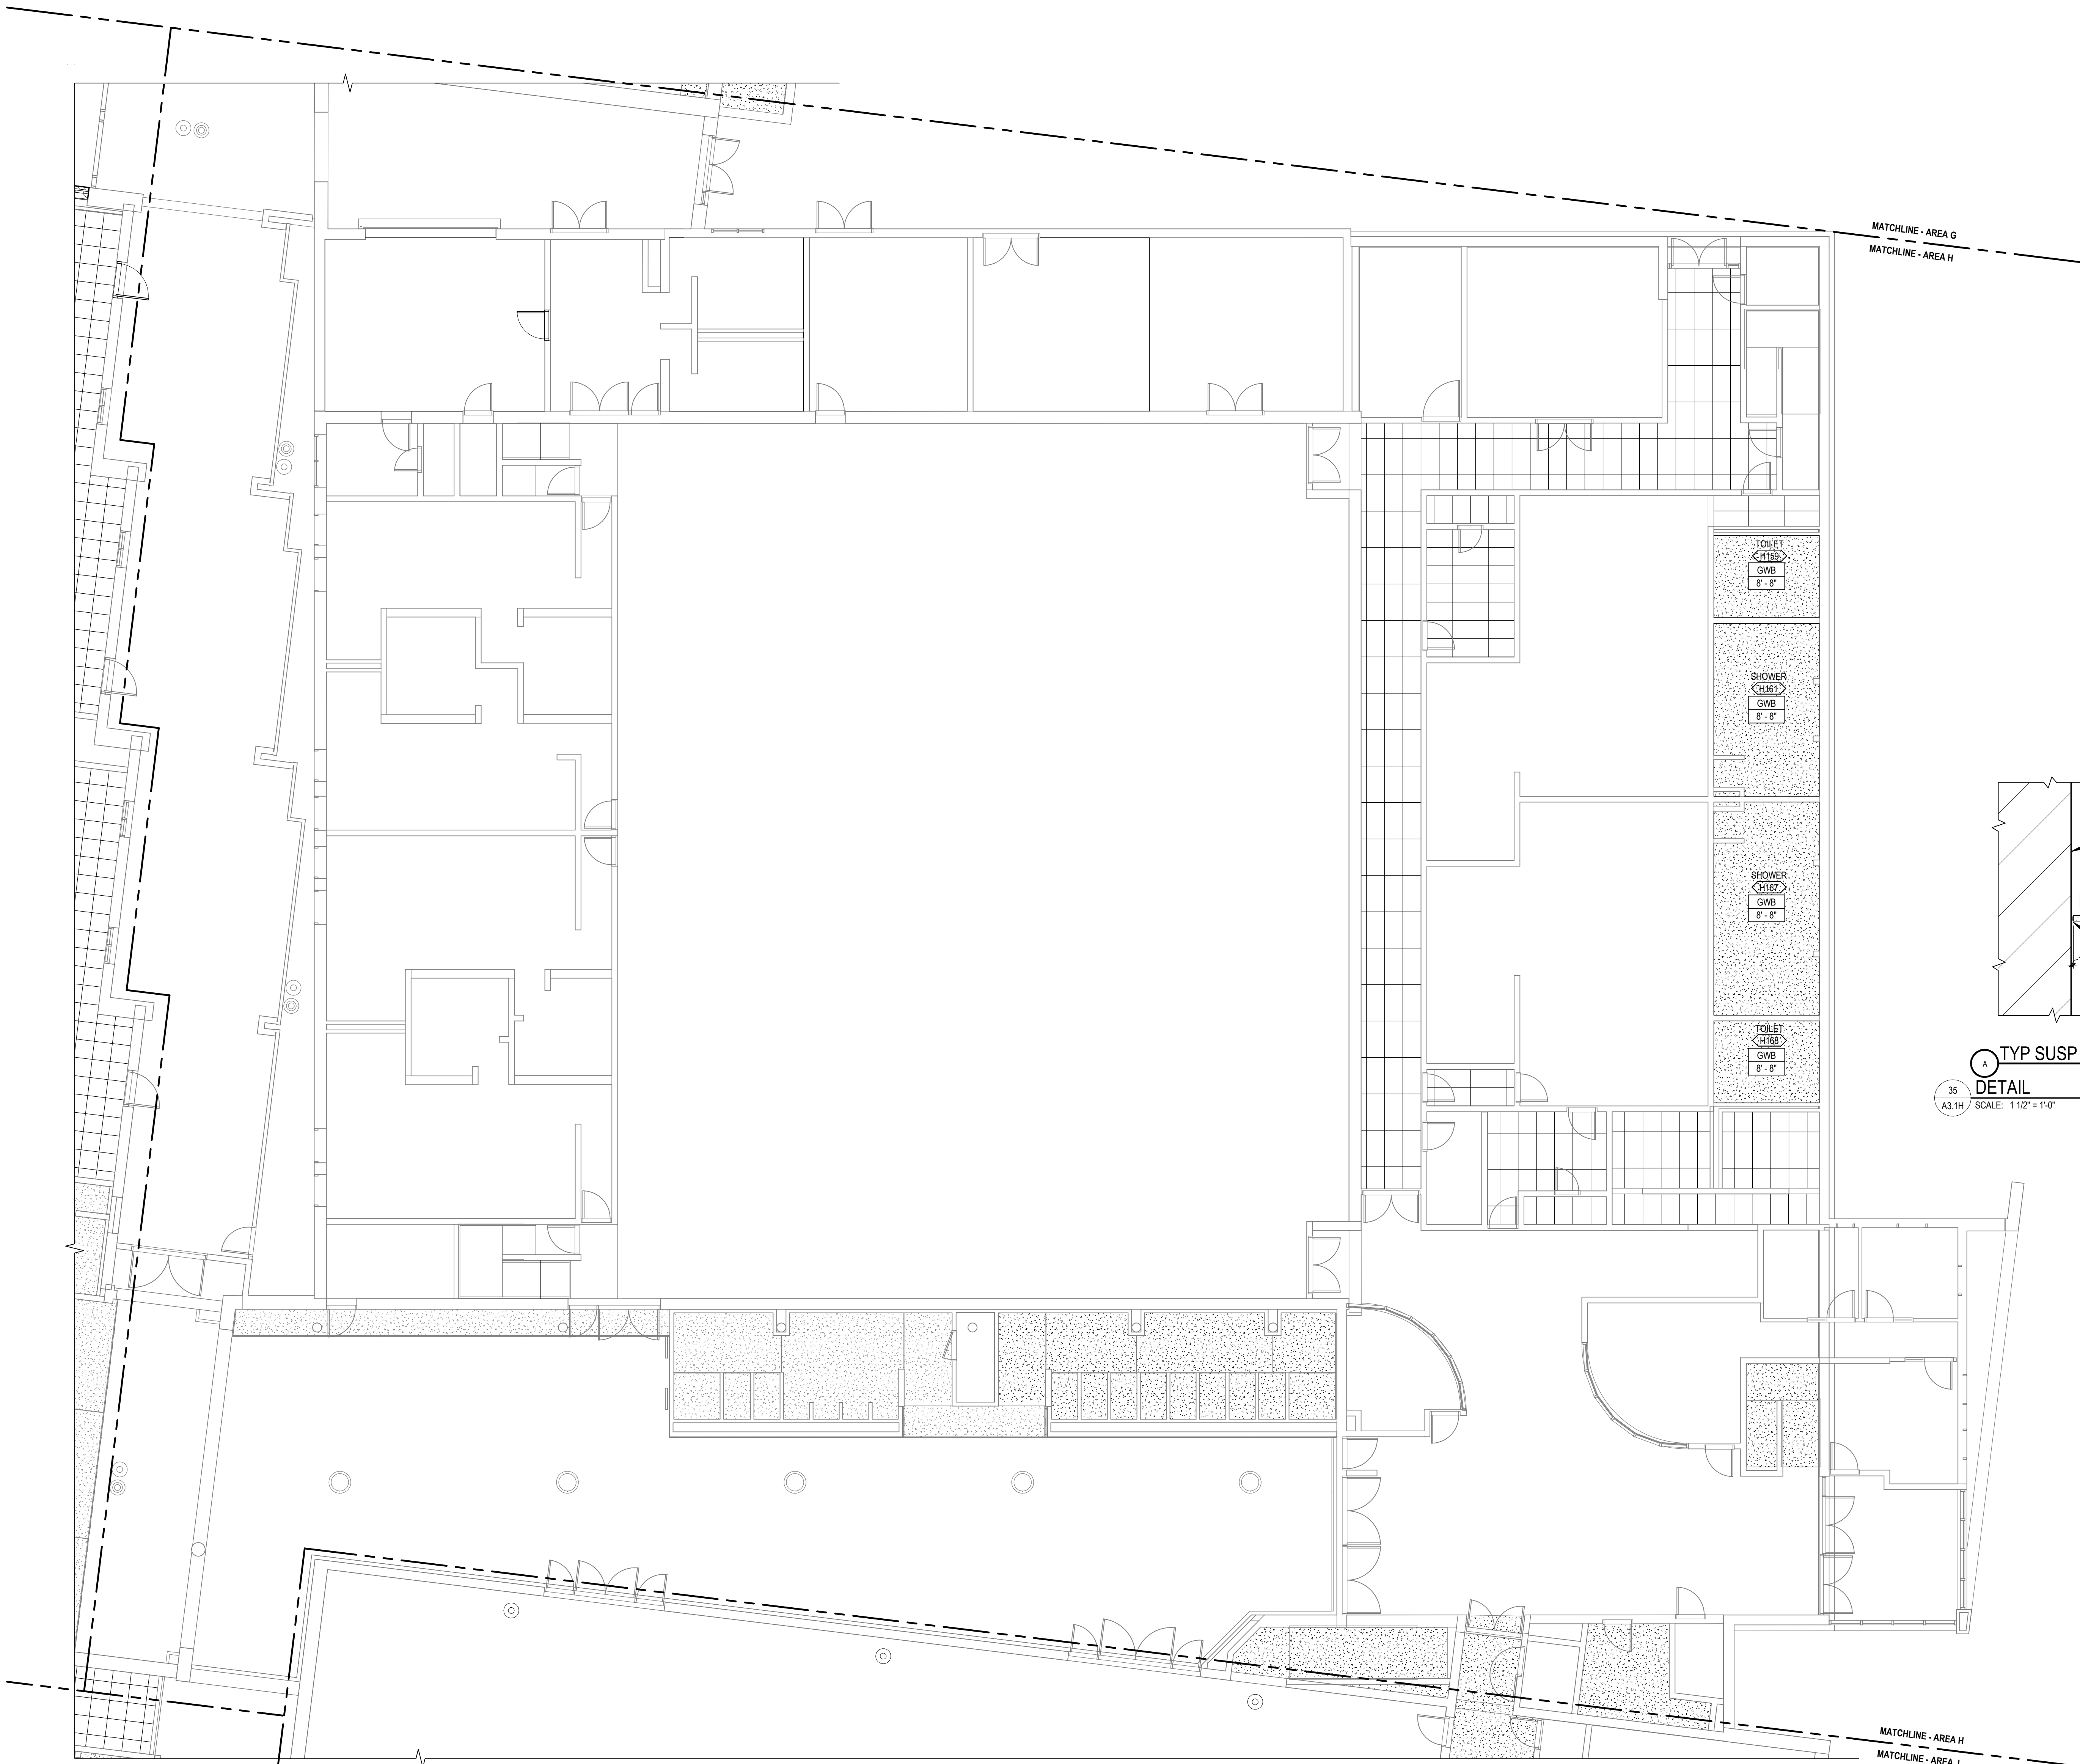 MATCHLINE - AREA G
MATCHLINE - AREA H
TOILET
H159
GWB
8' - 8"
SHOWER
H161
GWB
8' - 8"
SHOWER
H167
GWB
8' - 8"
TOILET
H168
GWB
8' - 8"
A
TYP SUSP
35
A3.1H
DETAIL
SCALE: 1 1/2" = 1'-0"
MATCHLINE - AREA H
MATCHLINE - AREA